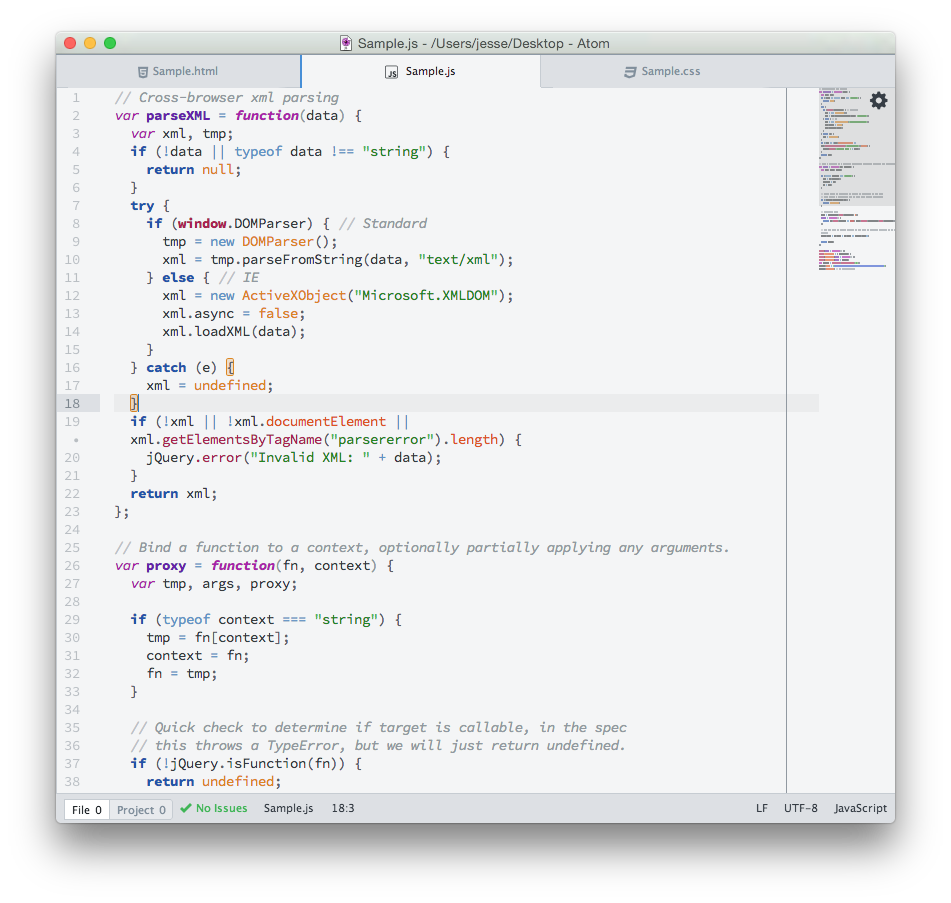 Sample.js - /Users/jesse/Desktop - Atom
Sample.html
Sample.js
Sample.css
1 // Cross-browser xml parsing
2 var parseXML = function(data) {
3   var xml, tmp;
4   if (!data || typeof data !== "string") {
5     return null;
6   }
7   try {
8     if (window.DOMParser) { // Standard
9       tmp = new DOMParser();
10       xml = tmp.parseFromString(data, "text/xml");
11     } else { // IE
12       xml = new ActiveXObject("Microsoft.XMLDOM");
13       xml.async = false;
14       xml.loadXML(data);
15     }
16   } catch (e) {
17     xml = undefined;
18   }
19   if (!xml || !xml.documentElement ||
•   xml.getElementsByTagName("parsererror").length) {
20     jQuery.error("Invalid XML: " + data);
21   }
22   return xml;
23 };
24
25 // Bind a function to a context, optionally partially applying any arguments.
26 var proxy = function(fn, context) {
27   var tmp, args, proxy;
28
29   if (typeof context === "string") {
30     tmp = fn[context];
31     context = fn;
32     fn = tmp;
33   }
34
35   // Quick check to determine if target is callable, in the spec
36   // this throws a TypeError, but we will just return undefined.
37   if (!jQuery.isFunction(fn)) {
38     return undefined;
File 0 Project 0 No Issues Sample.js 18:3 LF UTF-8 JavaScript